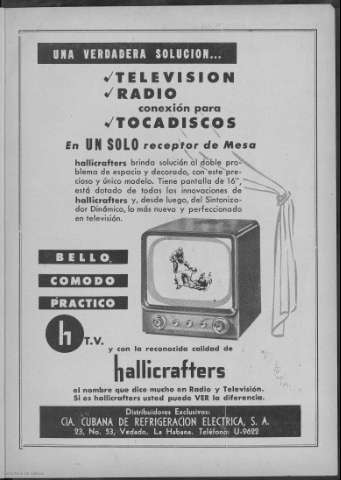 UNA VERDADERA SOLUCION...
✓TELEVISION
✓RADIO
conexión para
✓TOCADISCOS
En UN SOLO receptor de Mesa
hallicrafters brinda solución al doble pro-
blema de espacio y decorado, con este pre-
cioso y único modelo. Tiene pantalla de 16",
está dotado de todas las innovaciones de
hallicrafters y, desde luego, del Sintoniza-
dor Dinámico, lo más nuevo y perfeccionado
en televisión.
BELLO,
COMODO
PRACTICO
h T.V.
y con la reconocida calidad de
hallicrafters
el nombre que dice mucho en Radio y Televisión.
Si es hallicrafters usted puede VER la diferencia.
Distribuidores Exclusivos:
CIA. CUBANA DE REFRIGERACION ELECTRICA, S. A.
23, No. 53, Vedado, La Habana. Teléfono: U-9622